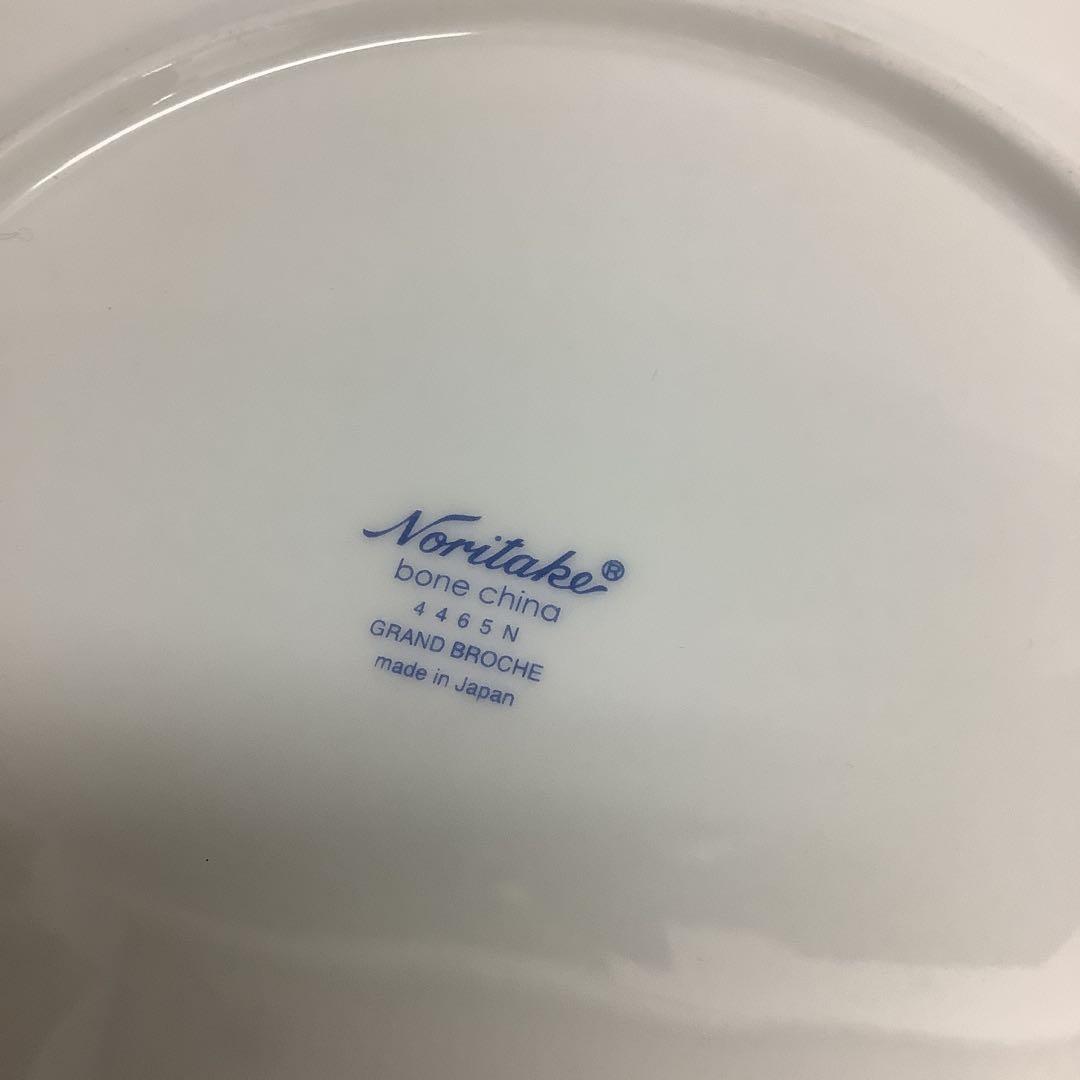 Noritake®
bone china
4465N
GRAND BROCHE
made in Japan